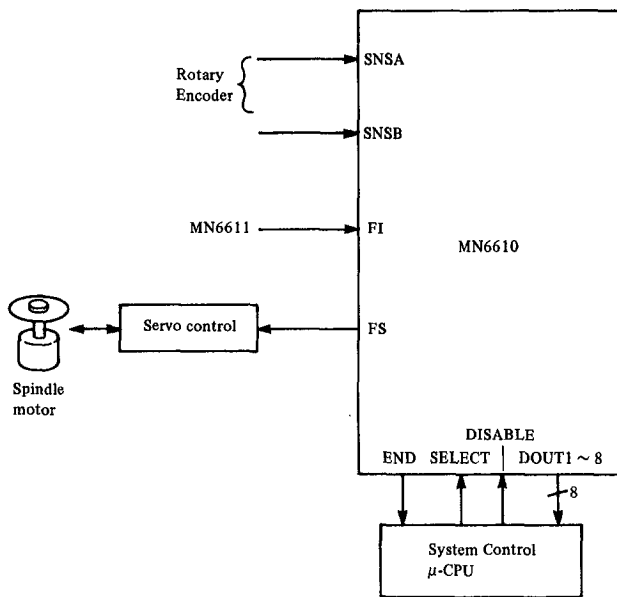 SNSA
Rotary
Encoder
SNSB
MN6611
FI
MN6610
Servo control
FS
Spindle
motor
DISABLE
END SELECT DOUT1 ~ 8
8
System Control
μ-CPU